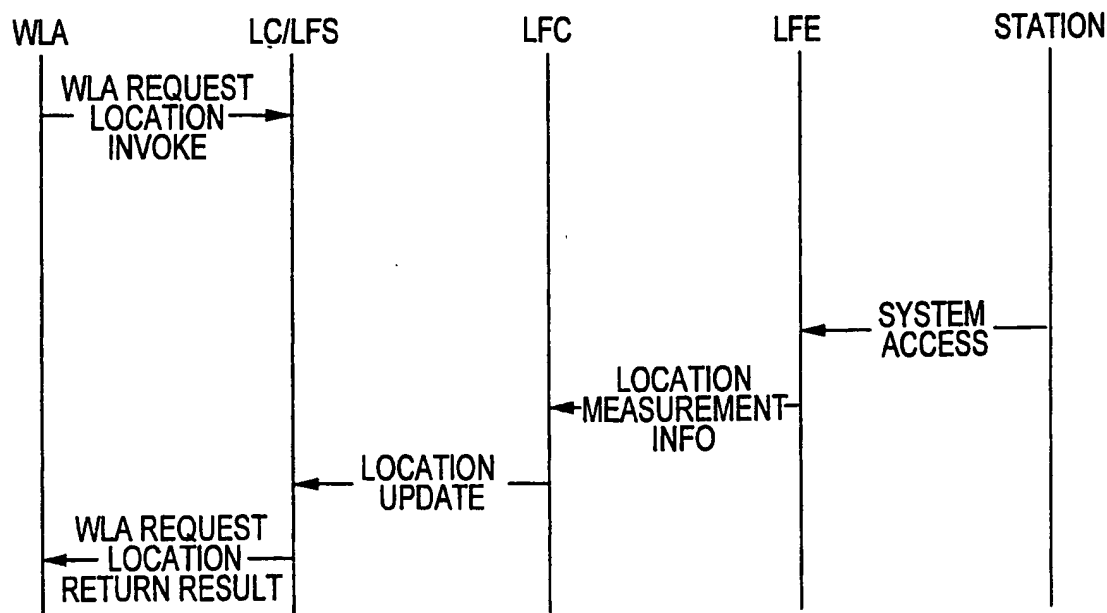 WLA
LC/LFS
LFC
LFE
STATION
WLA REQUEST
LOCATION
INVOKE
SYSTEM
ACCESS
LOCATION
MEASUREMENT
INFO
LOCATION
UPDATE
WLA REQUEST
LOCATION
RETURN RESULT